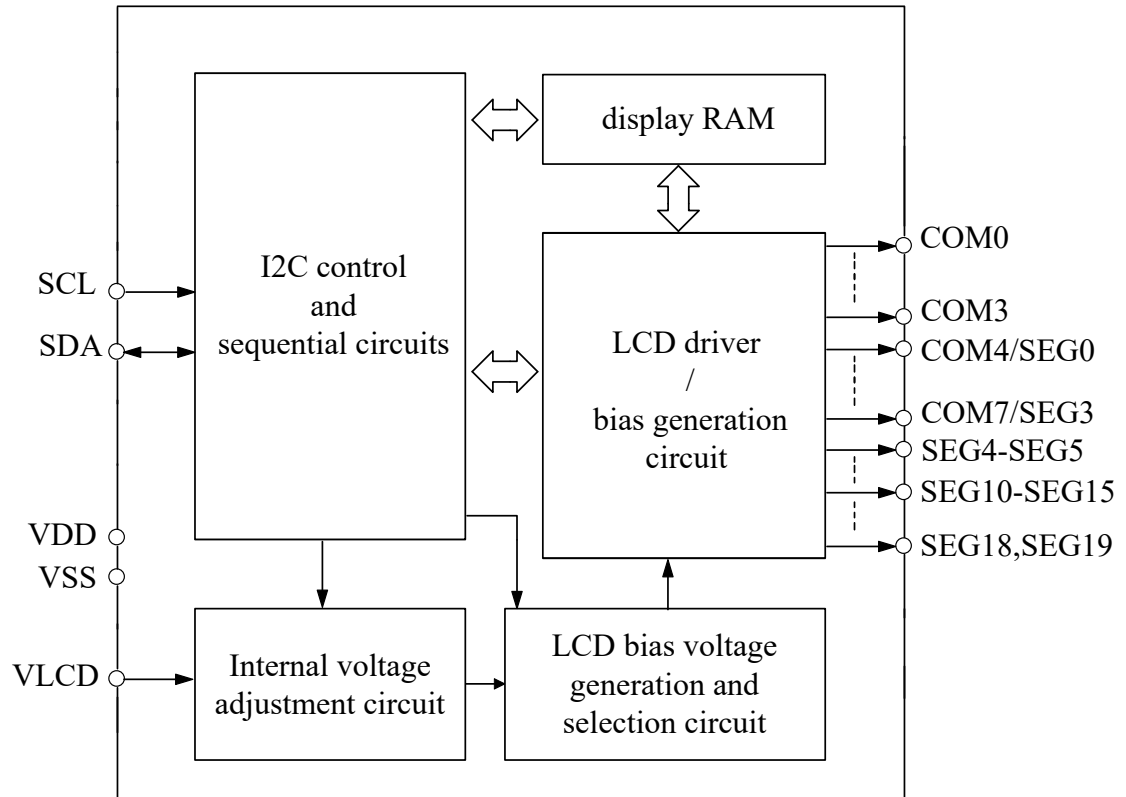 display RAM
I2C control
and
sequential circuits
SCL
SDA
LCD driver
/
bias generation
circuit
COM0
COM3
COM4/SEG0
COM7/SEG3
SEG4-SEG5
SEG10-SEG15
SEG18,SEG19
VDD
VSS
VLCD
Internal voltage
adjustment circuit
LCD bias voltage
generation and
selection circuit